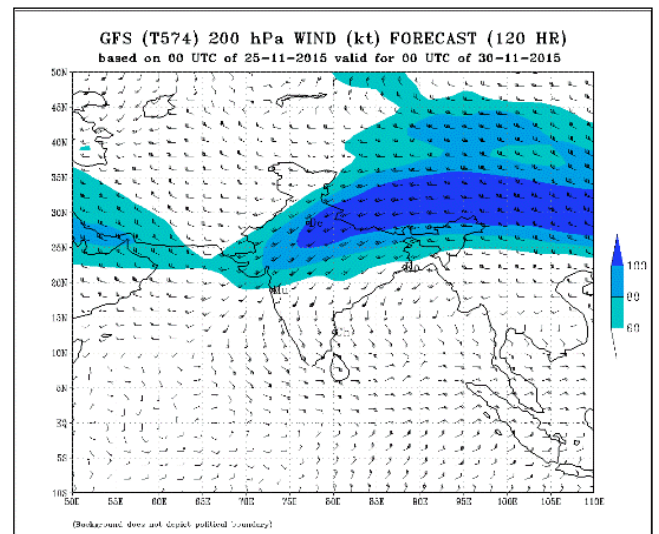 GFS (T574) 200 hPa WIND (kt) FORECAST (120 HR)
based on 00 UTC of 25-11-2015 valid for 00 UTC of 30-11-2015
50N
45N
40N
35N
30N
25N
20N
15N
10N
5S
10S
50E 55E 60E 65E 70E 75E 80E 85E 90E 95E 100E 105E 110E
Mu
100
80
60
(Background does not depict political boundary)